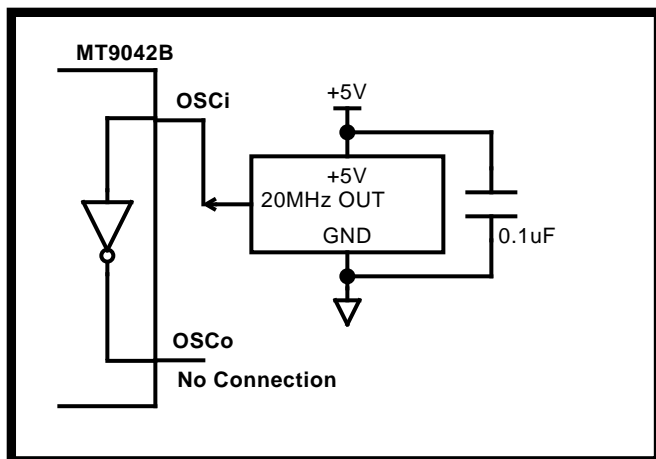 MT9042B
OSCi
+5V
+5V
20MHz OUT
GND
0.1uF
OSCo
No Connection